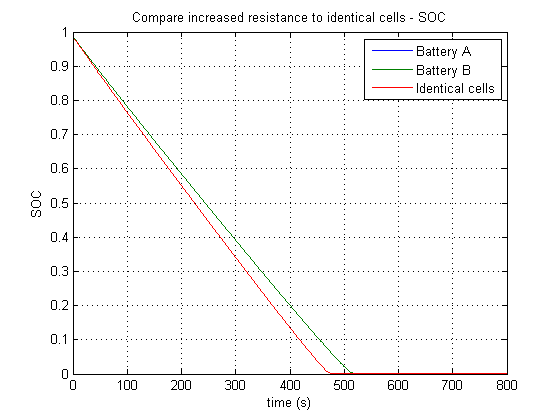 Compare increased resistance to identical cells - SOC
1
0.9
0.8
0.7
0.6
0.5
0.4
0.3
0.2
0.1
0
SOC
Battery A
Battery B
Identical cells
0 100 200 300 400 500 600 700 800
time (s)